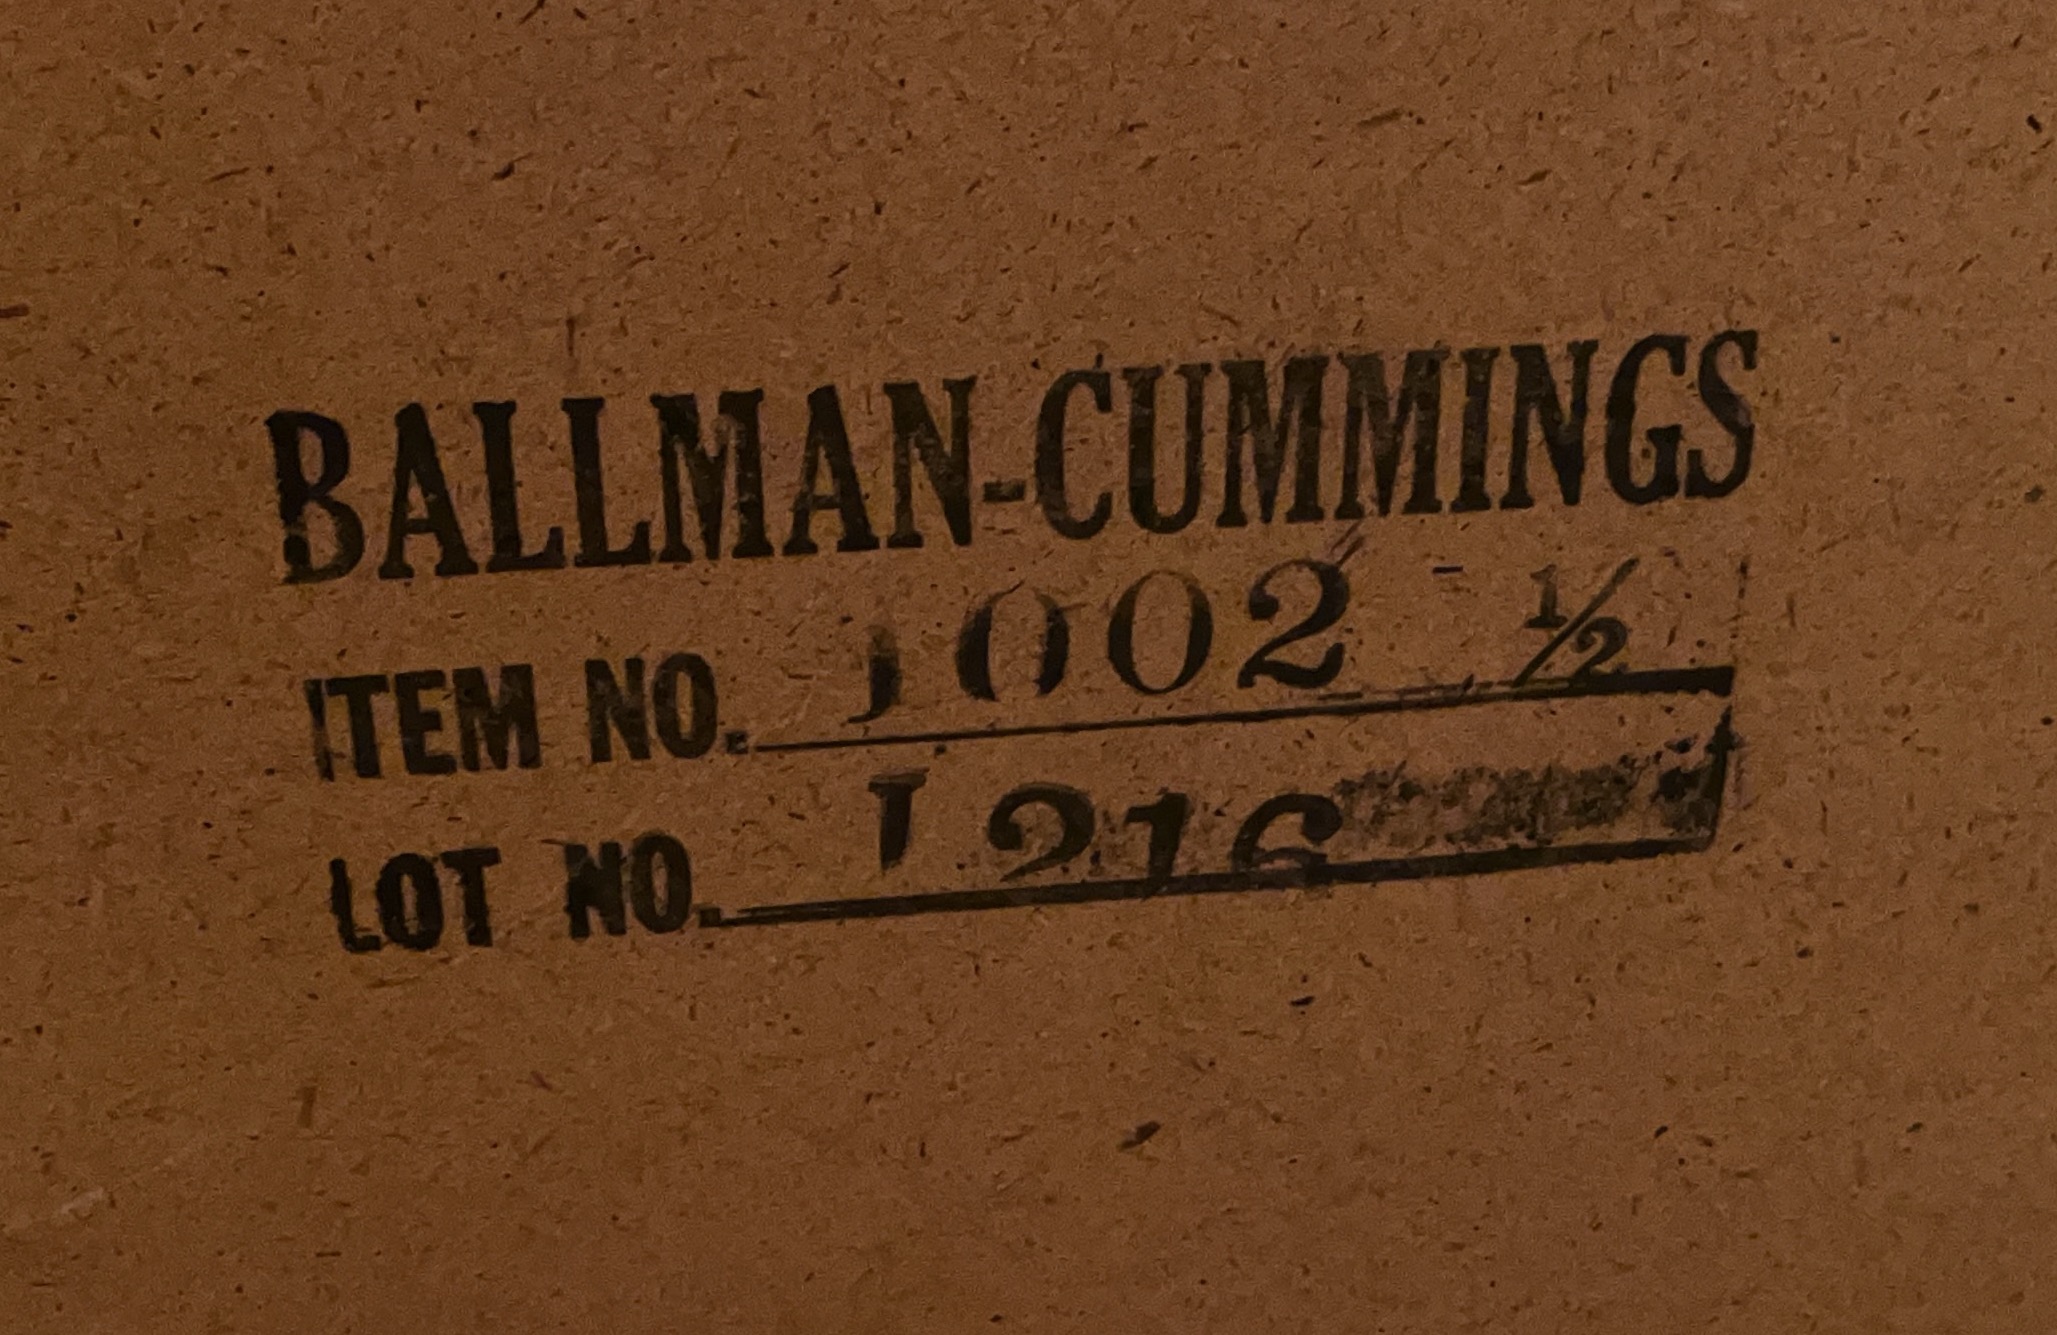 BALLMAN-CUMMINGS
ITEM NO. 1002 ½
LOT NO. 1216